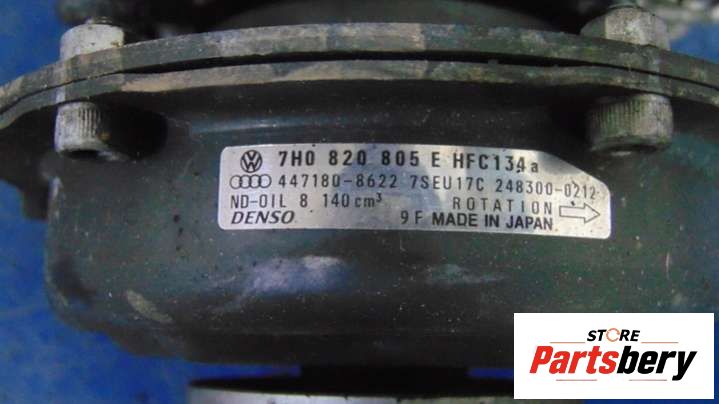 7H0 820 805 E HFC134a
447180-8622 7SEU17C 248300-0212
ND-OIL 8 140cm³ ROTATION
DENSO 9F MADE IN JAPAN
STORE
Partsbery